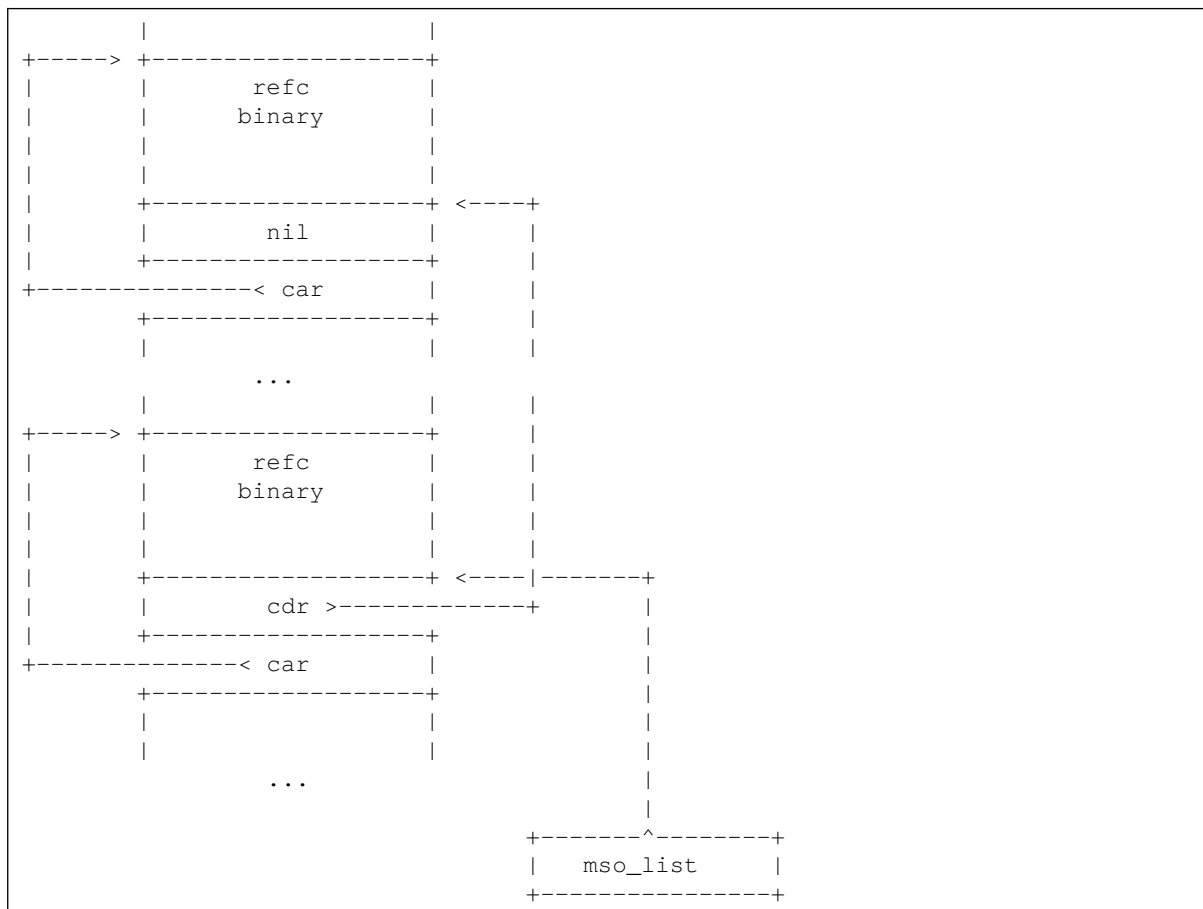 |                   |
  +-----> +-------------------+
  |       |       refc        |
  |       |      binary       |
  |       |                   |
  |       |                   |
  |       +-------------------+ <----+
  |       |        nil        |      |
  |       +-------------------+      |
  +---------------< car       |      |
          +-------------------+      |
          |                   |      |
                  ...
          |                   |      |
  +-----> +-------------------+      |
  |       |       refc        |      |
  |       |      binary       |      |
  |       |                   |      |
  |       |                   |      |
  |       +-------------------+ <----|-------+
  |       |        cdr >-------------+       |
  |       +-------------------+              |
  +--------------< car        |              |
          +-------------------+              |
          |                   |              |
          |                   |              |
                   ...                       |
                                             |
                                     +-------^--------+
                                     |   mso_list     |
                                     +----------------+